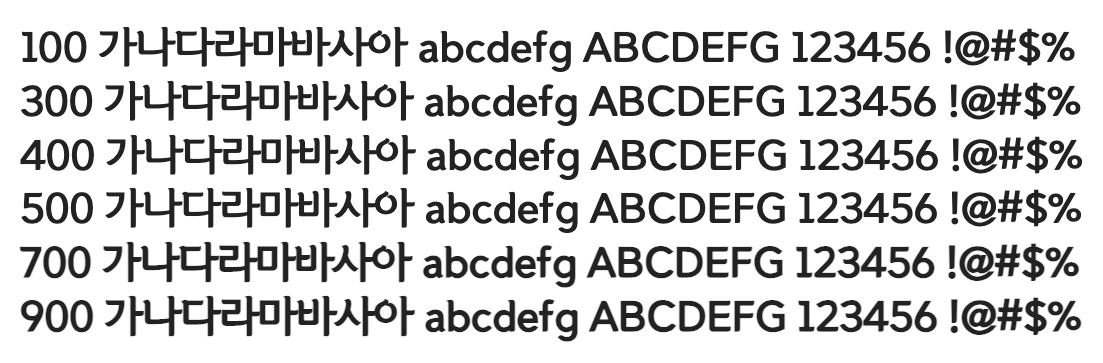 100 가나다라마바사아 abcdefg ABCDEFG 123456 !@#$%
300 가나다라마바사아 abcdefg ABCDEFG 123456 !@#$%
400 가나다라마바사아 abcdefg ABCDEFG 123456 !@#$%
500 가나다라마바사아 abcdefg ABCDEFG 123456 !@#$%
700 가나다라마바사아 abcdefg ABCDEFG 123456 !@#$%
900 가나다라마바사아 abcdefg ABCDEFG 123456 !@#$%